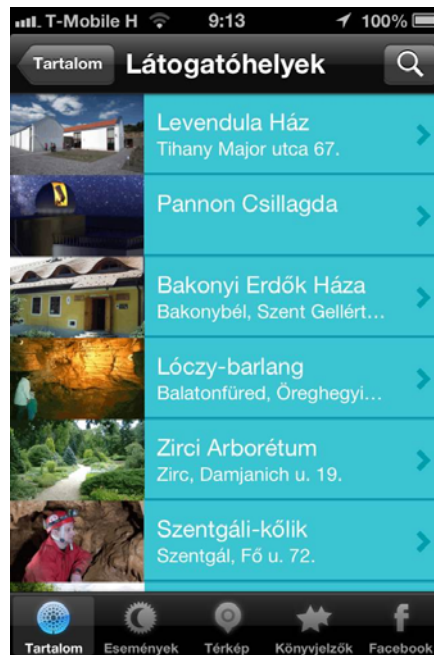 T-Mobile H 9:13 100%
Tartalom Látogatóhelyek
Levendula Ház
Tihany Major utca 67.
Pannon Csillagda
Bakonyi Erdők Háza
Bakonybél, Szent Gellért...
Lóczy-barlang
Balatonfüred, Öreghegyi...
Zirci Arborétum
Zirc, Damjanich u. 19.
Szentgáli-kőlik
Szentgál, Fő u. 72.
Tartalom Események Térkép Könyvjelzők Facebook